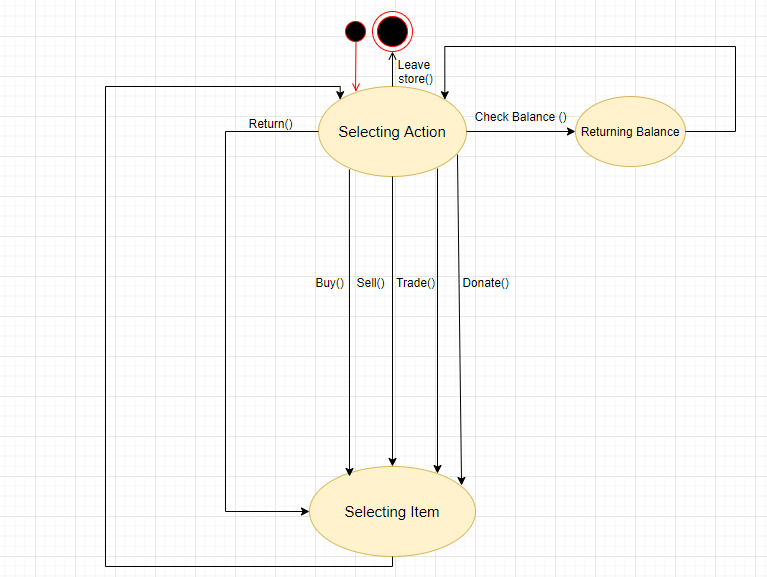 Leave
store()
Check Balance ()
Return()
Selecting Action
Returning Balance
Buy()
Sell()
Trade()
Donate()
Selecting Item